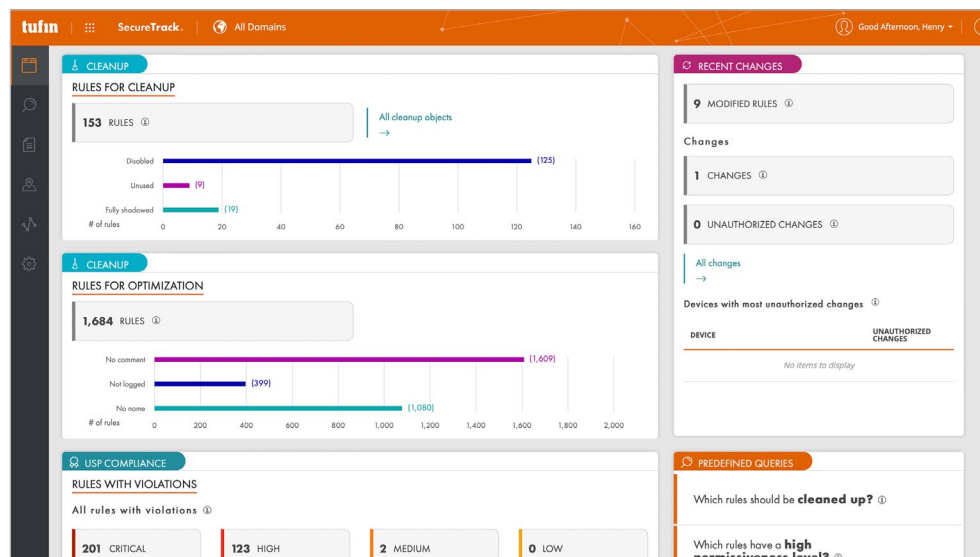 tufin
SecureTrack.
All Domains
Good Afternoon, Henry
CLEANUP
RULES FOR CLEANUP
153 RULES
All cleanup objects
→
Disabled
(125)
Unused
(9)
Fully shadowed
(19)
# of rules
0 20 40 60 80 100 120 140 160
CLEANUP
RULES FOR OPTIMIZATION
1,684 RULES
No comment
(1,609)
Not logged
(399)
No name
(1,080)
# of rules
0 200 400 600 800 1,000 1,200 1,400 1,600 1,800 2,000
USP COMPLIANCE
RULES WITH VIOLATIONS
All rules with violations
201 CRITICAL
123 HIGH
2 MEDIUM
0 LOW
RECENT CHANGES
9 MODIFIED RULES
Changes
1 CHANGES
0 UNAUTHORIZED CHANGES
All changes
→
Devices with most unauthorized changes
DEVICE
UNAUTHORIZED
CHANGES
No items to display
PREDEFINED QUERIES
Which rules should be cleaned up?
Which rules have a high
permissiveness level?